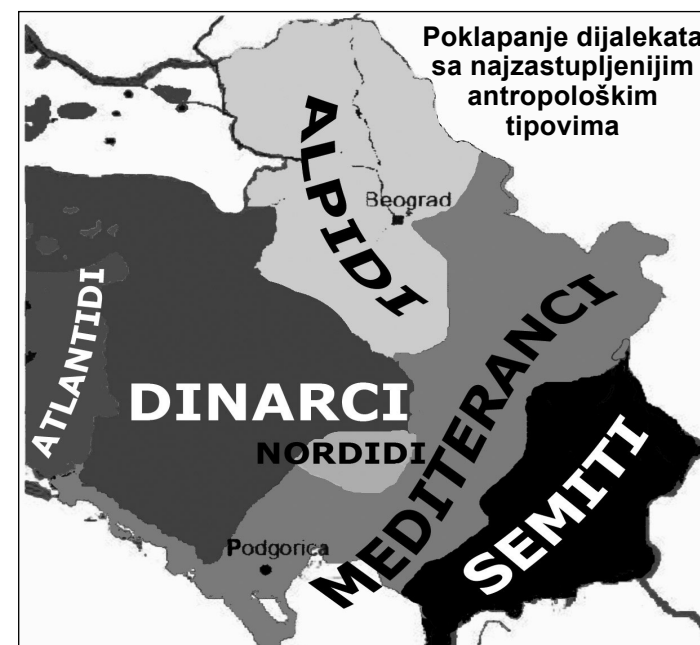 Poklapanje dijalekata
sa najzastupljenijim
antropološkim
tipovima
ALPIDI
Beograd
ATLANTIDI
DINARCI
NORDIDI
MEDITERANCI
SEMITI
Podgorica